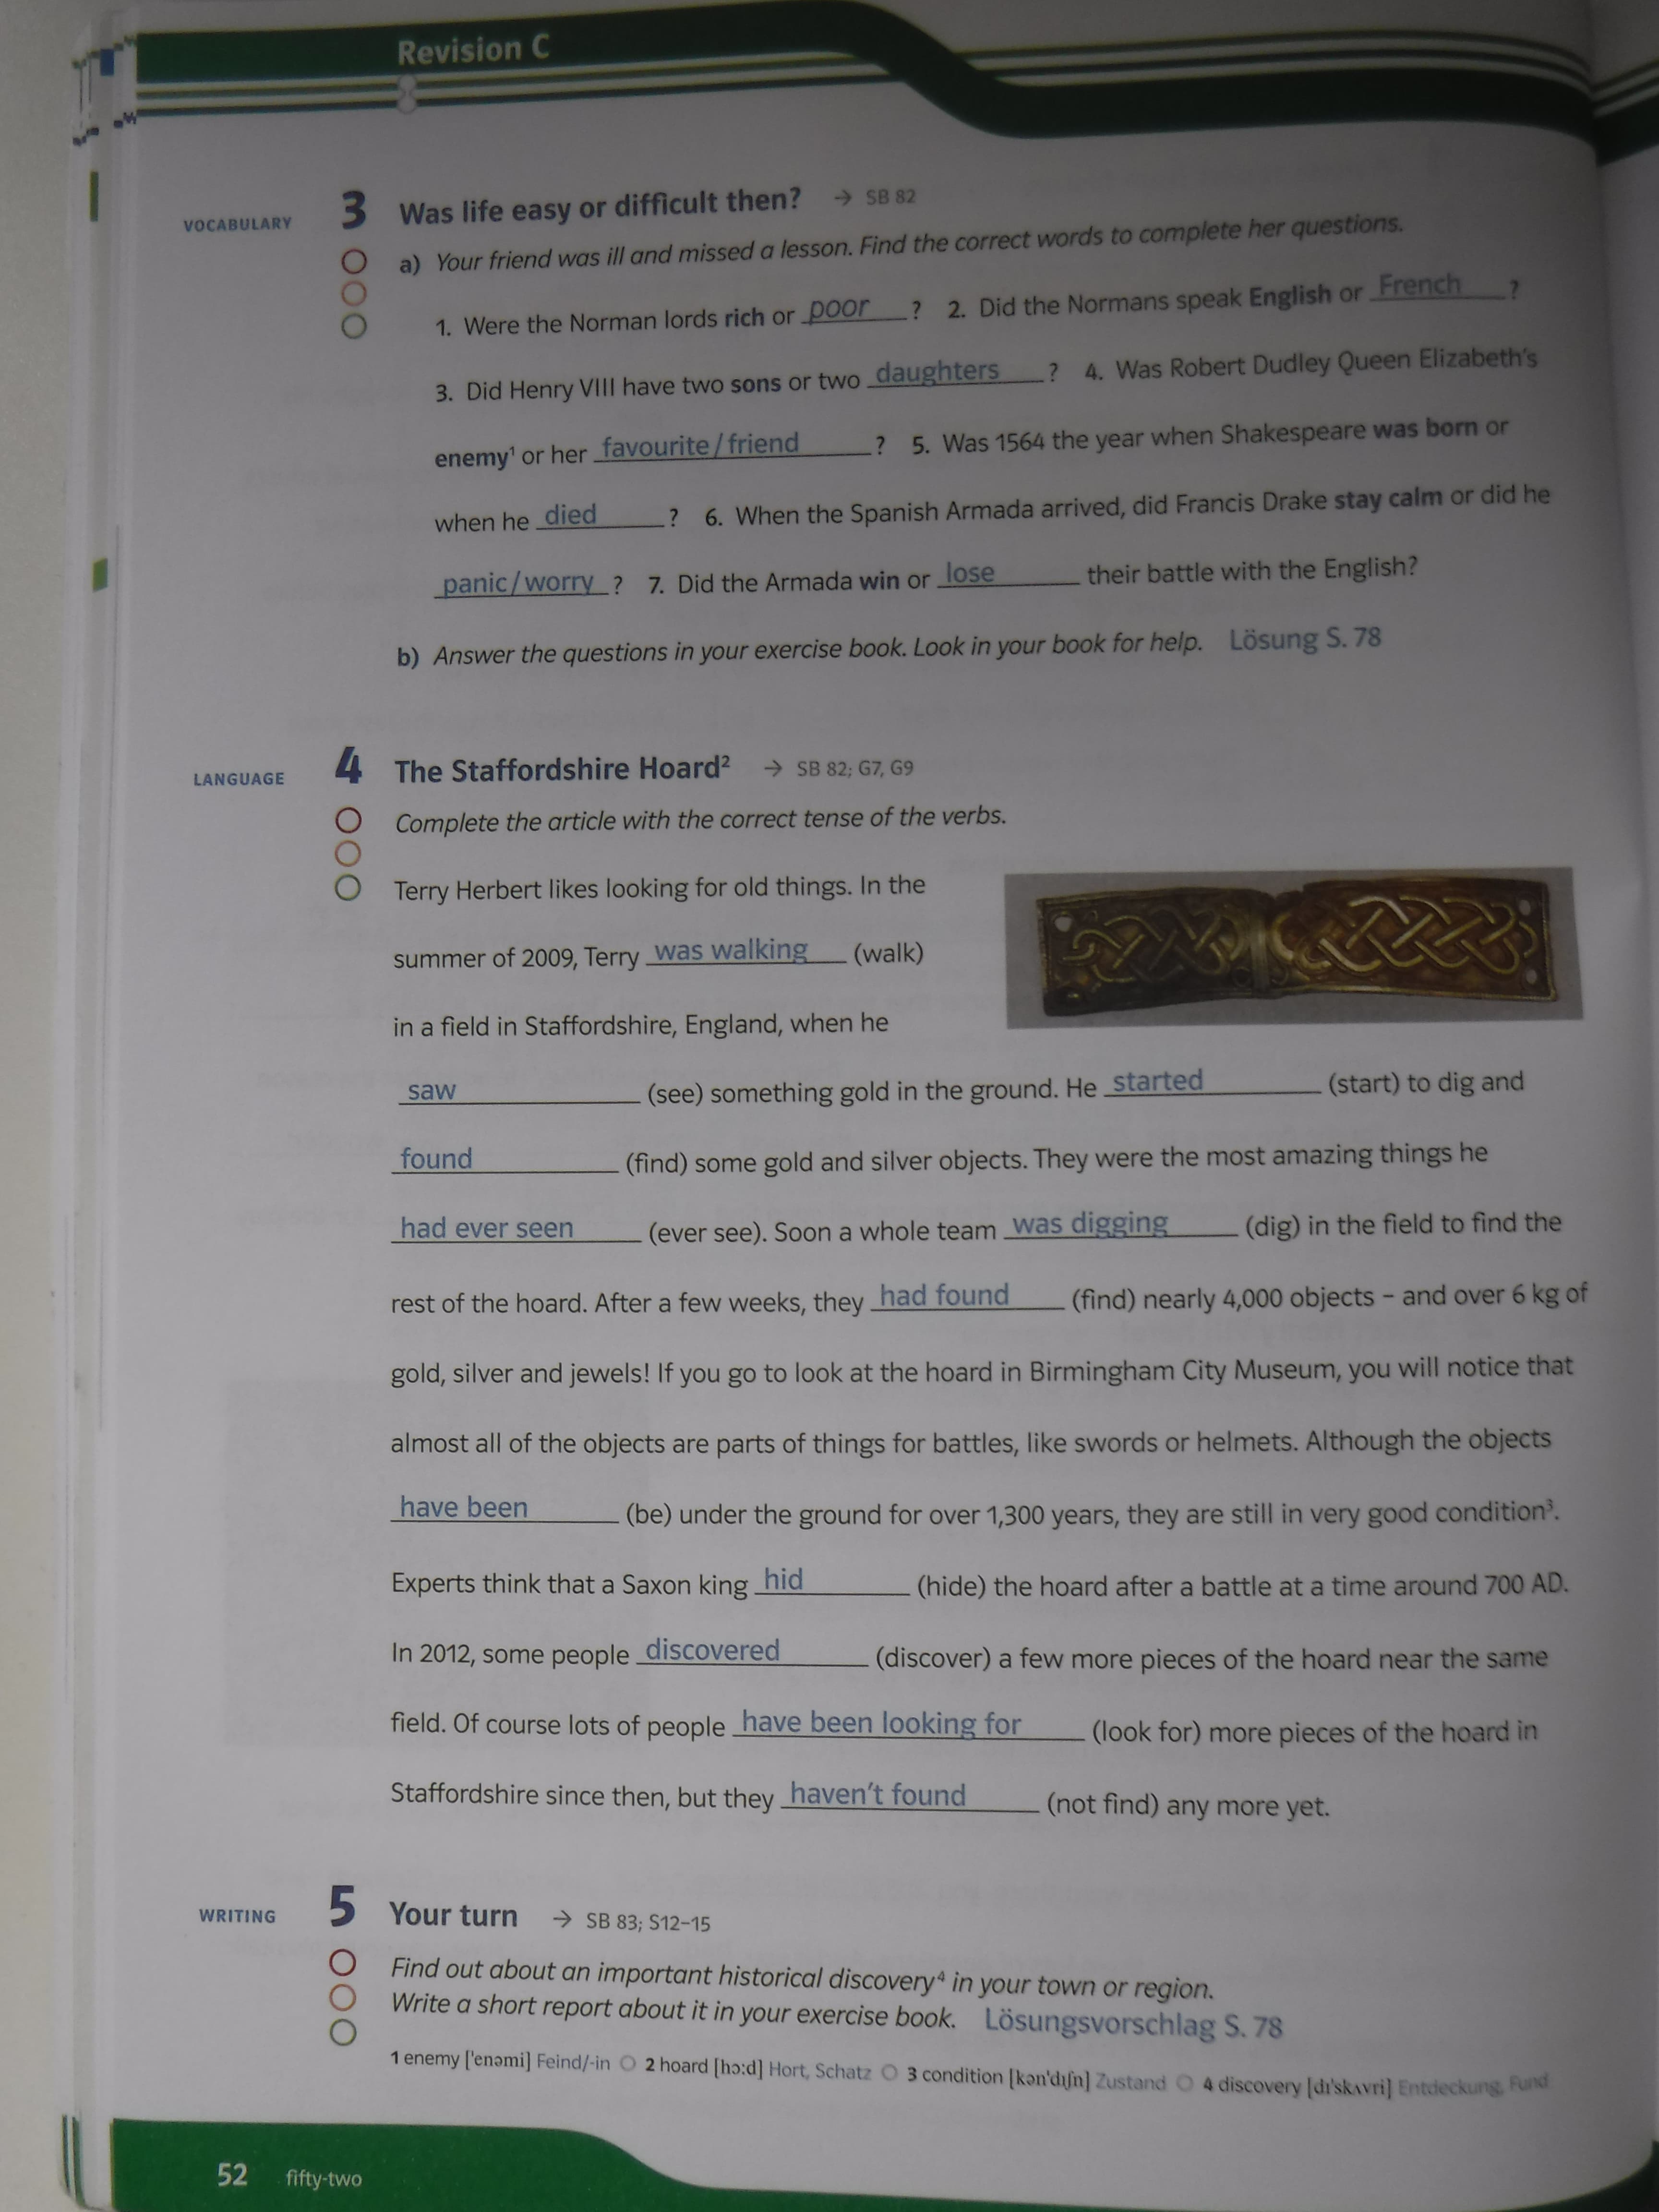 Revision C
VOCABULARY 3 Was life easy or difficult then? → SB 82
a) Your friend was ill and missed a lesson. Find the correct words to complete her questions.
1. Were the Norman lords rich or poor ? 2. Did the Normans speak English or French ?
3. Did Henry VIII have two sons or two daughters ? 4. Was Robert Dudley Queen Elizabeth's
enemy¹ or her favourite/friend ? 5. Was 1564 the year when Shakespeare was born or
when he died ? 6. When the Spanish Armada arrived, did Francis Drake stay calm or did he
panic/worry ? 7. Did the Armada win or lose their battle with the English?
b) Answer the questions in your exercise book. Look in your book for help. Lösung S. 78
LANGUAGE 4 The Staffordshire Hoard² → SB 82; G7, G9
Complete the article with the correct tense of the verbs.
Terry Herbert likes looking for old things. In the
summer of 2009, Terry was walking (walk)
in a field in Staffordshire, England, when he
saw (see) something gold in the ground. He started (start) to dig and
found (find) some gold and silver objects. They were the most amazing things he
had ever seen (ever see). Soon a whole team was digging (dig) in the field to find the
rest of the hoard. After a few weeks, they had found (find) nearly 4,000 objects – and over 6 kg of
gold, silver and jewels! If you go to look at the hoard in Birmingham City Museum, you will notice that
almost all of the objects are parts of things for battles, like swords or helmets. Although the objects
have been (be) under the ground for over 1,300 years, they are still in very good condition³.
Experts think that a Saxon king hid (hide) the hoard after a battle at a time around 700 AD.
In 2012, some people discovered (discover) a few more pieces of the hoard near the same
field. Of course lots of people have been looking for (look for) more pieces of the hoard in
Staffordshire since then, but they haven't found (not find) any more yet.
WRITING 5 Your turn → SB 83; S12–15
Find out about an important historical discovery⁴ in your town or region.
Write a short report about it in your exercise book. Lösungsvorschlag S. 78
1 enemy ['enəmi] Feind/-in ○ 2 hoard [hɔːd] Hort, Schatz ○ 3 condition [kən'dɪʃn] Zustand ○ 4 discovery [dɪ'skʌvri] Entdeckung, Fund
52 fifty-two